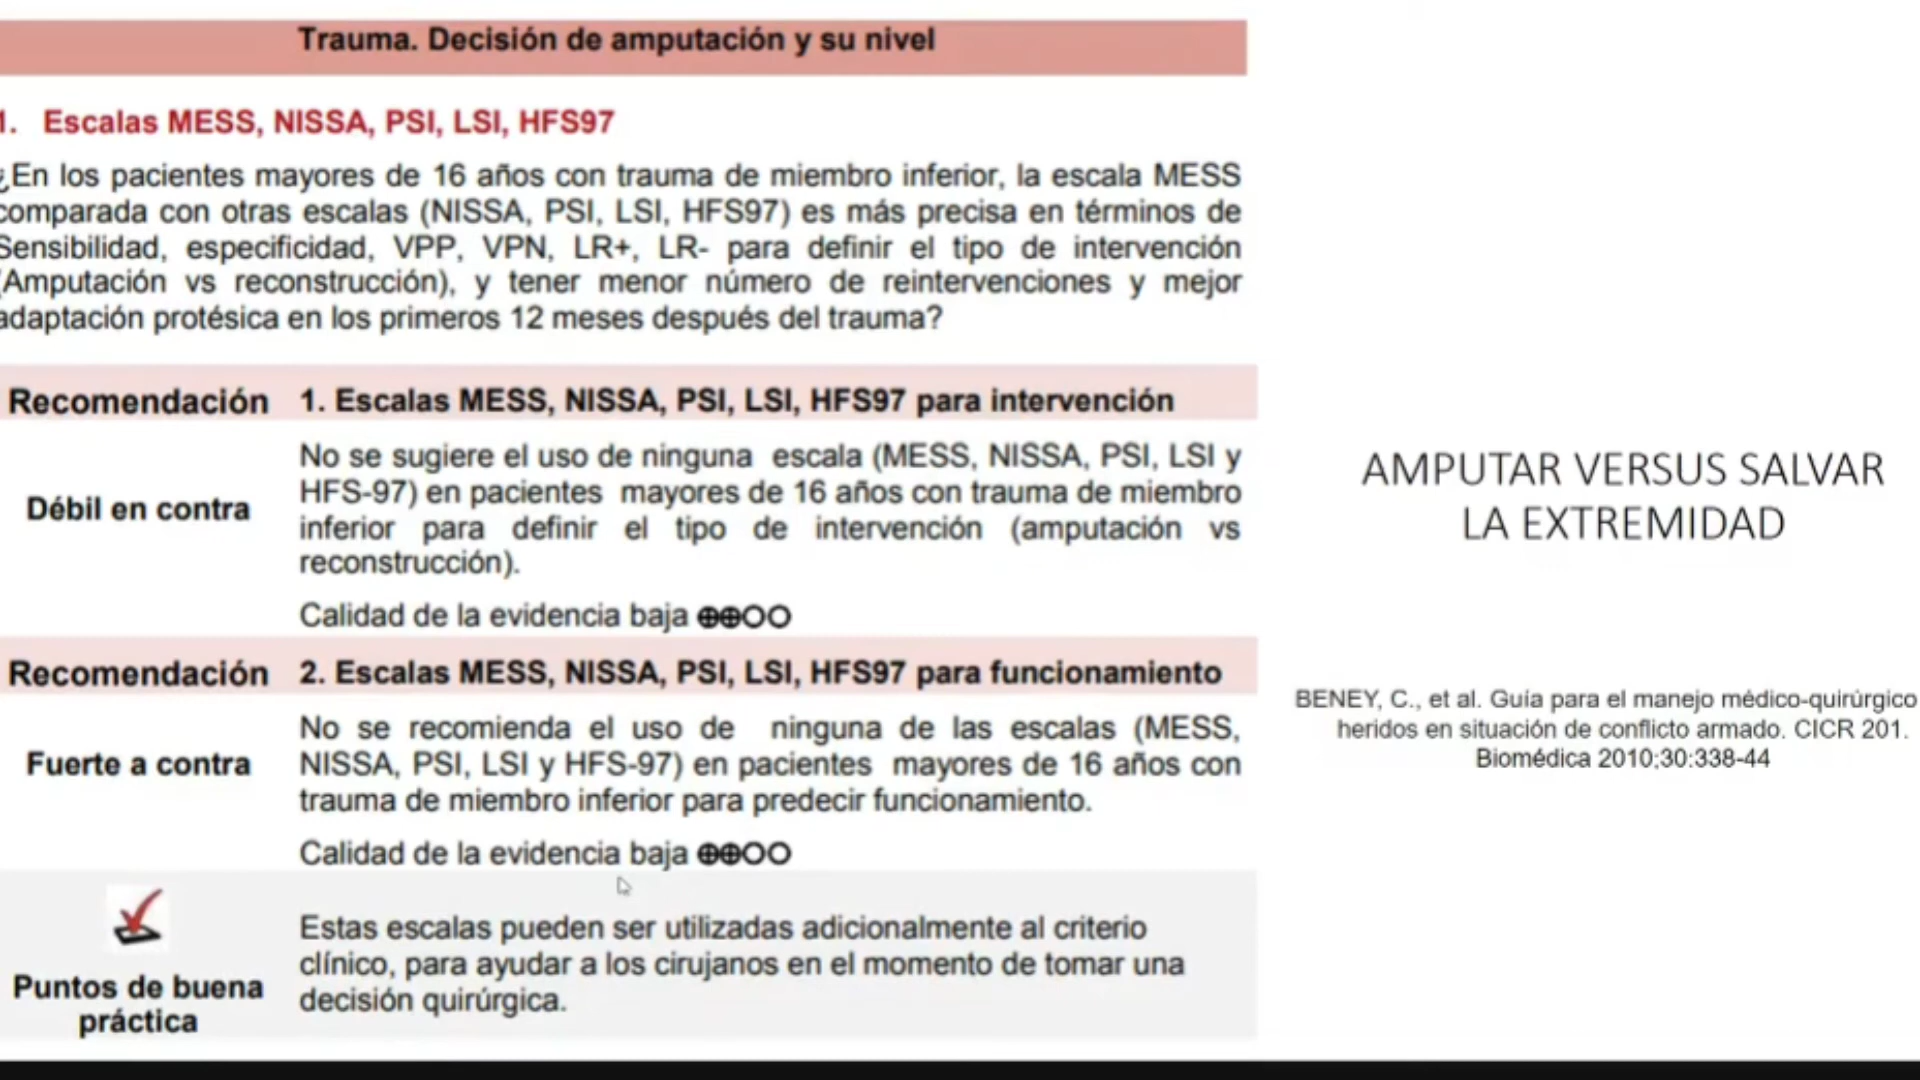 Trauma. Decisión de amputación y su nivel
1. Escalas MESS, NISSA, PSI, LSI, HFS97
¿En los pacientes mayores de 16 años con trauma de miembro inferior, la escala MESS
comparada con otras escalas (NISSA, PSI, LSI, HFS97) es más precisa en términos de
Sensibilidad, especificidad, VPP, VPN, LR+, LR- para definir el tipo de intervención
(Amputación vs reconstrucción), y tener menor número de reintervenciones y mejor
adaptación protésica en los primeros 12 meses después del trauma?
Recomendación 1. Escalas MESS, NISSA, PSI, LSI, HFS97 para intervención
Débil en contra
No se sugiere el uso de ninguna escala (MESS, NISSA, PSI, LSI y
HFS-97) en pacientes mayores de 16 años con trauma de miembro
inferior para definir el tipo de intervención (amputación vs
reconstrucción).
Calidad de la evidencia baja ⊕⊕○○
Recomendación 2. Escalas MESS, NISSA, PSI, LSI, HFS97 para funcionamiento
Fuerte a contra
No se recomienda el uso de ninguna de las escalas (MESS,
NISSA, PSI, LSI y HFS-97) en pacientes mayores de 16 años con
trauma de miembro inferior para predecir funcionamiento.
Calidad de la evidencia baja ⊕⊕○○
Puntos de buena
práctica
Estas escalas pueden ser utilizadas adicionalmente al criterio
clínico, para ayudar a los cirujanos en el momento de tomar una
decisión quirúrgica.
AMPUTAR VERSUS SALVAR
LA EXTREMIDAD
BENEY, C., et al. Guía para el manejo médico-quirúrgico
heridos en situación de conflicto armado. CICR 201.
Biomédica 2010;30:338-44